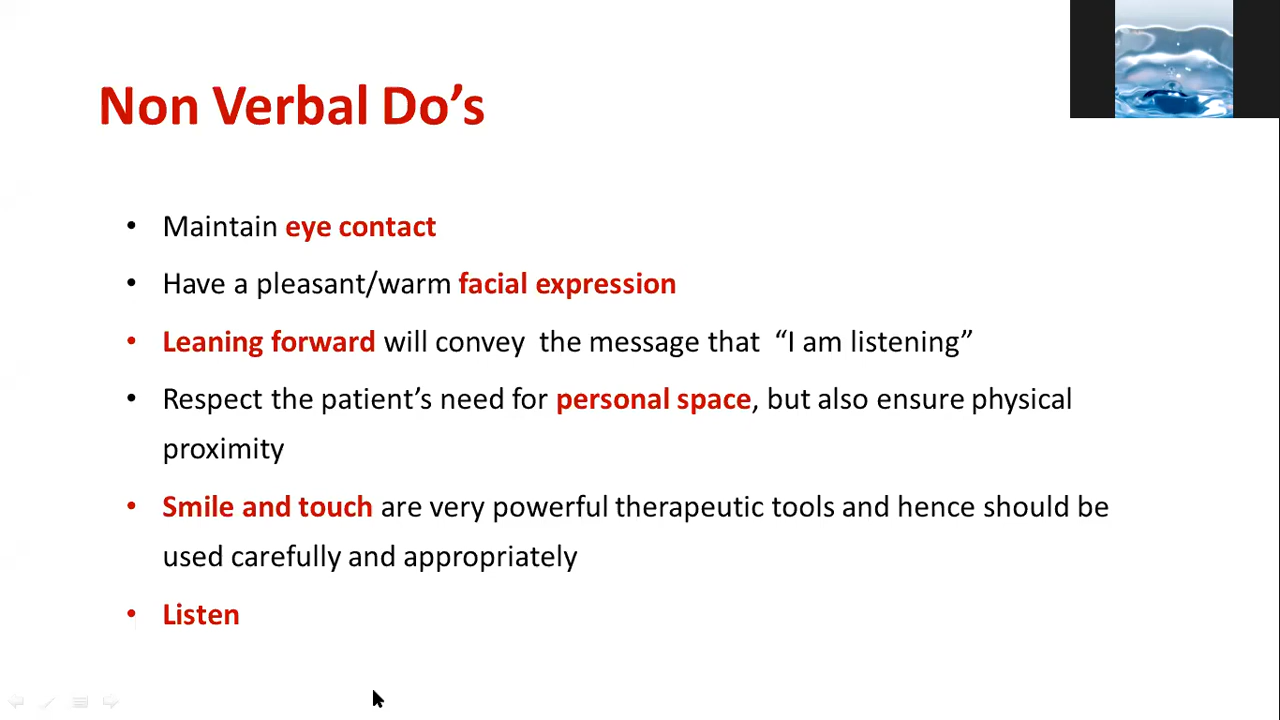 Non Verbal Do’s
• Maintain eye contact
• Have a pleasant/warm facial expression
• Leaning forward will convey  the message that  “I am listening”
• Respect the patient’s need for personal space, but also ensure physical
proximity
• Smile and touch are very powerful therapeutic tools and hence should be
used carefully and appropriately
• Listen